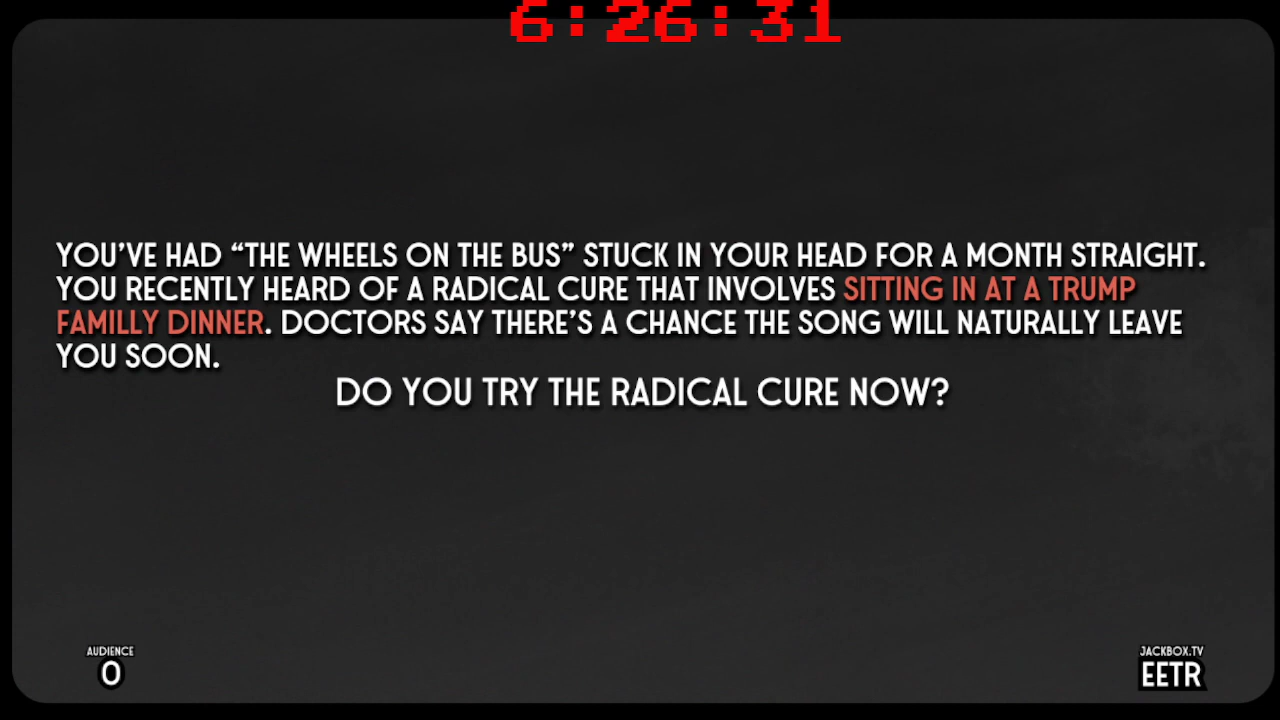 6:26:31
YOU'VE HAD “THE WHEELS ON THE BUS” STUCK IN YOUR HEAD FOR A MONTH STRAIGHT.
YOU RECENTLY HEARD OF A RADICAL CURE THAT INVOLVES SITTING IN AT A TRUMP
FAMILLY DINNER. DOCTORS SAY THERE'S A CHANCE THE SONG WILL NATURALLY LEAVE
YOU SOON.
DO YOU TRY THE RADICAL CURE NOW?
AUDIENCE
0
JACKBOX.TV
EETR